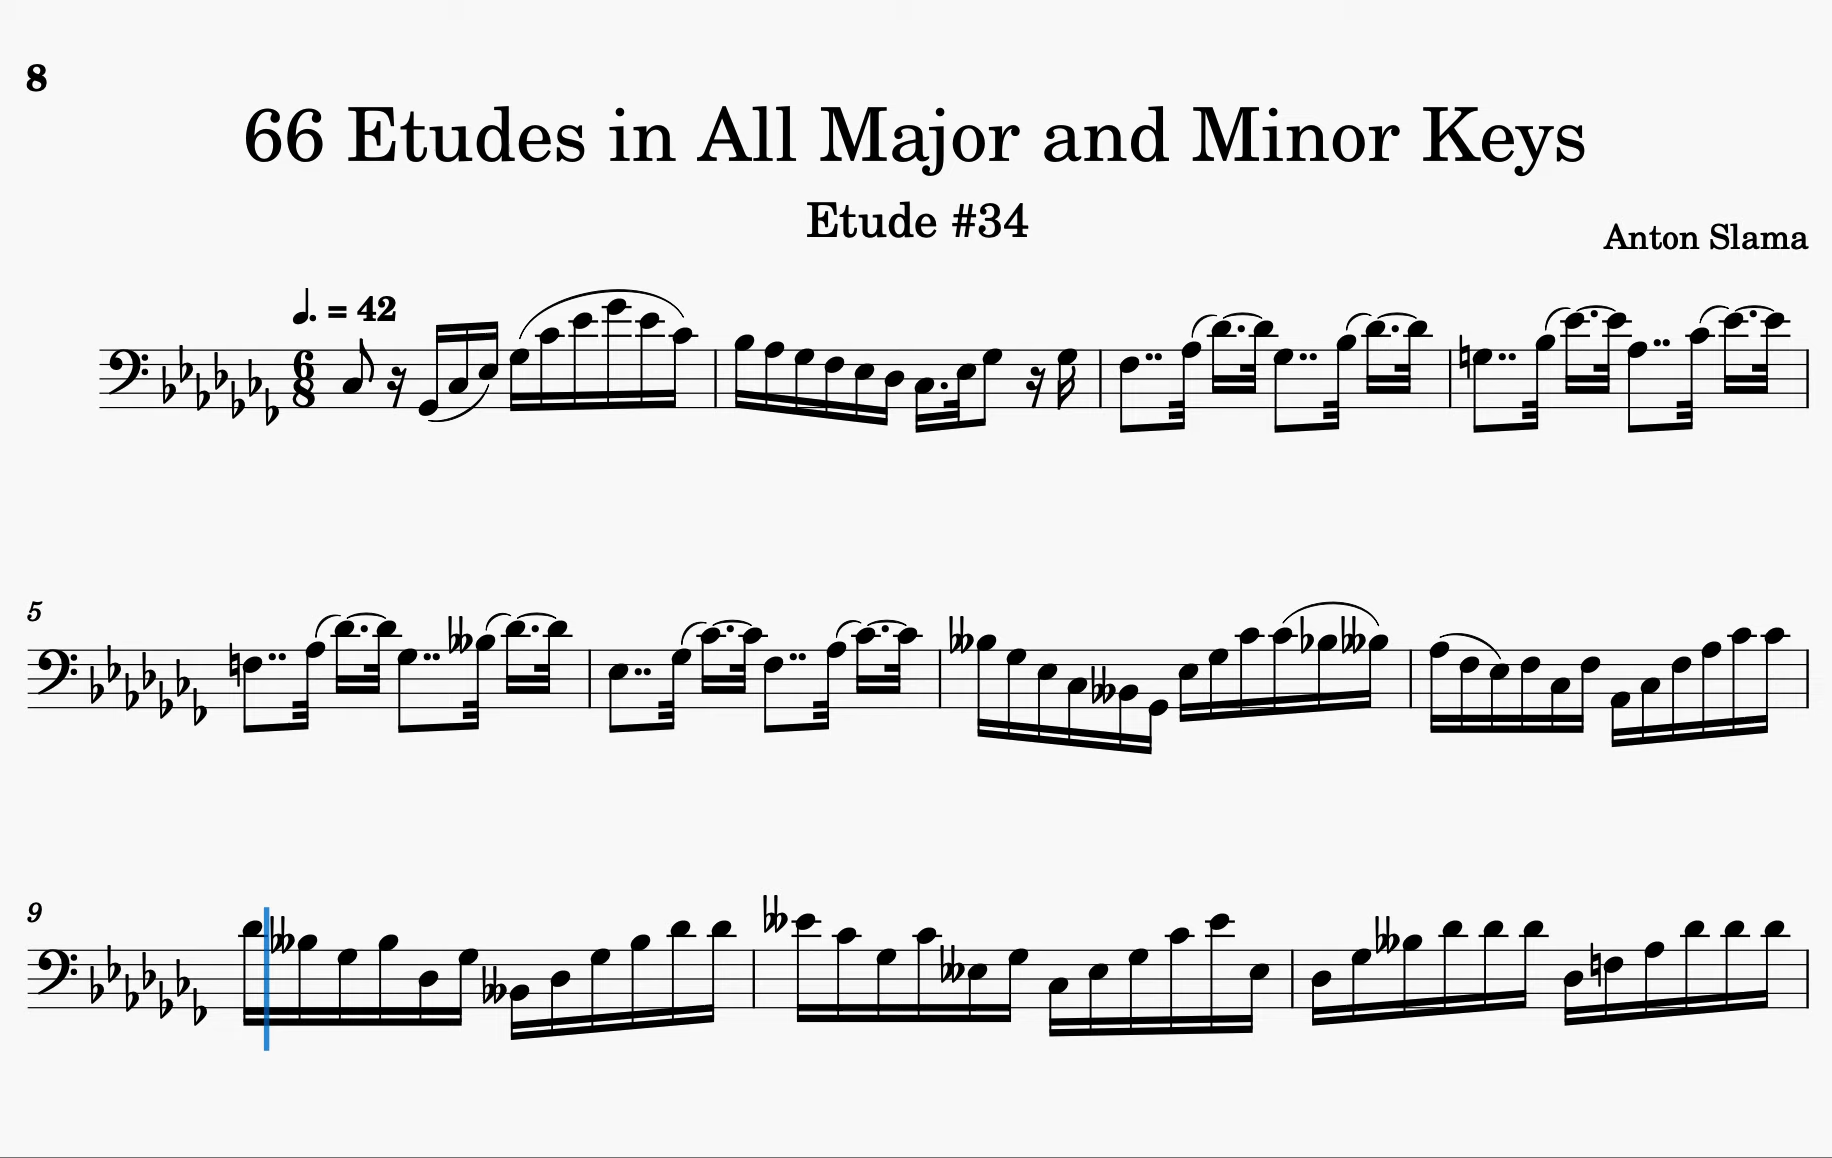 8
66 Etudes in All Major and Minor Keys
Etude #34
Anton Slama
♩. = 42
6
8
5
9